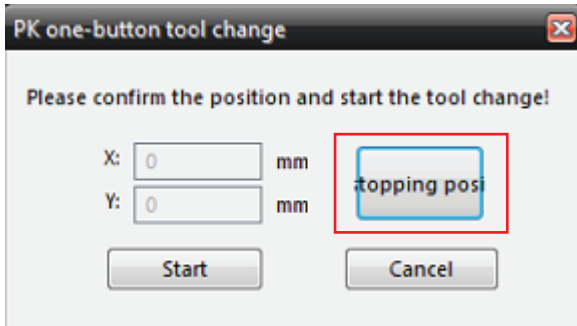 PK one-button tool change
Please confirm the position and start the tool change!
X: 0 mm
topping posi
Y: 0 mm
Start Cancel